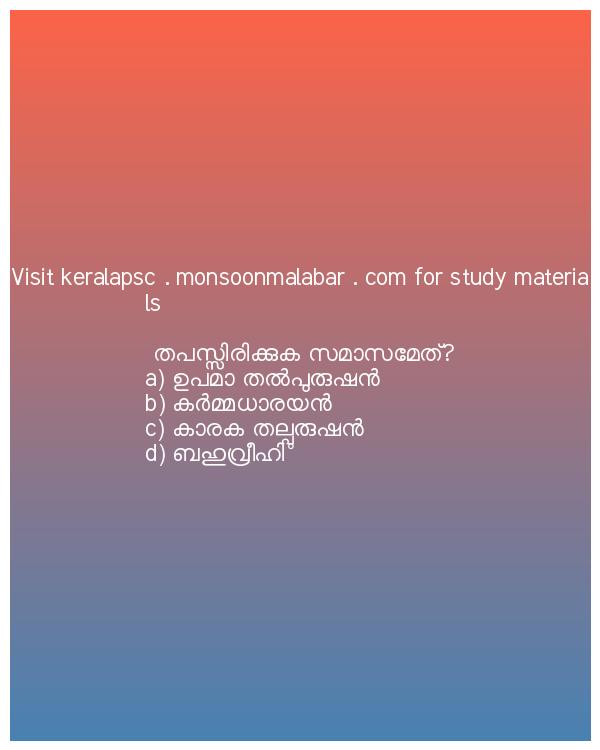 Visit keralapsc . monsoonmalabar . com for study materia
ls
തപസ്സിരിക്കുക സമാസമേത്?
a) ഉപമാ തൽപുരുഷൻ
b) കർമ്മധാരയൻ
c) കാരക തല്പുരുഷൻ
d) ബഹുവ്രീഹി